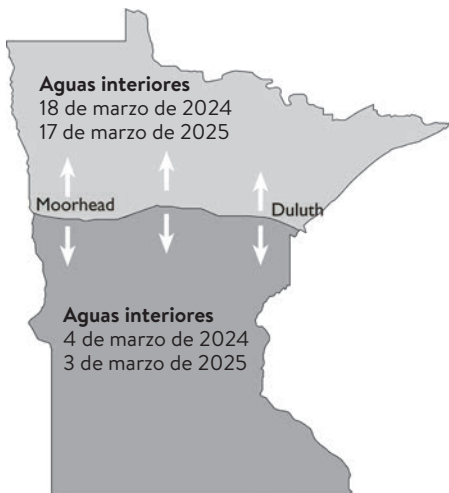 Aguas interiores
18 de marzo de 2024
17 de marzo de 2025
Moorhead
Duluth
Aguas interiores
4 de marzo de 2024
3 de marzo de 2025